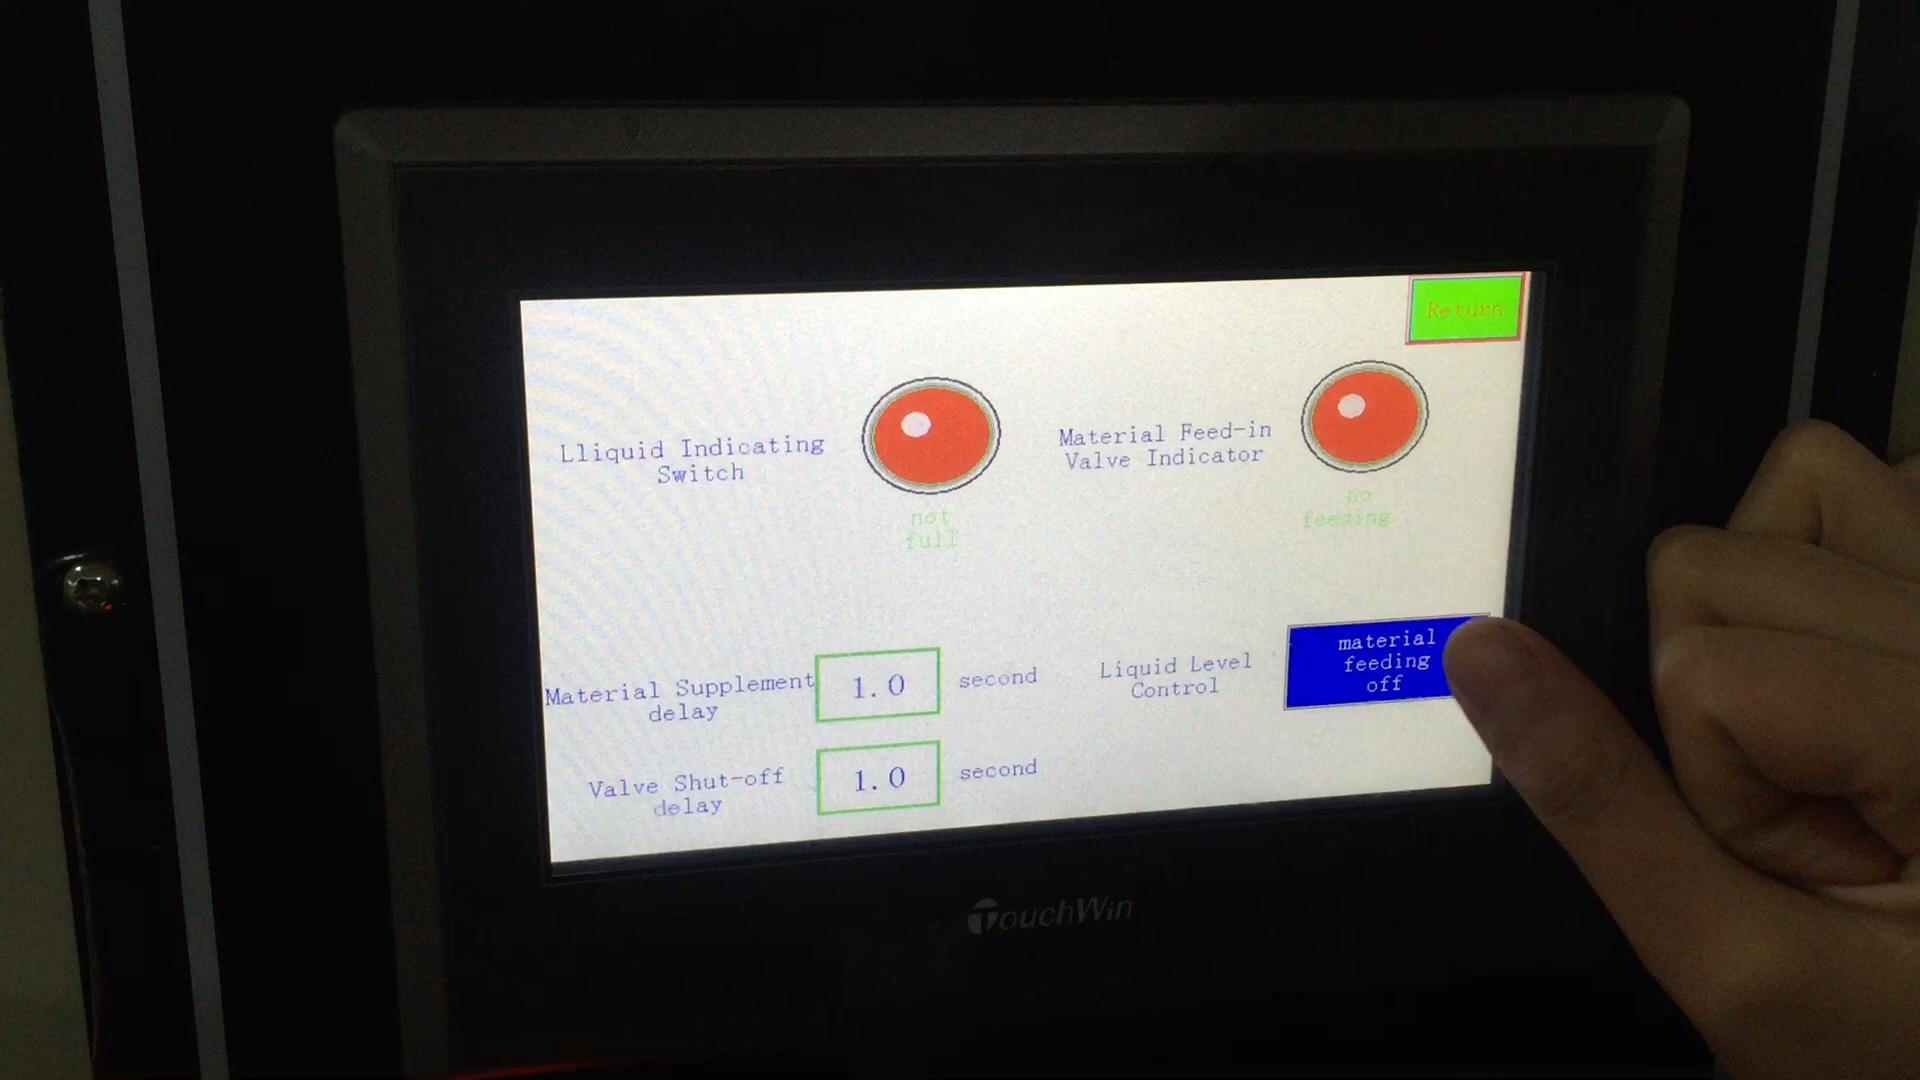 Return
Lliquid Indicating
Switch
not
full
Material Feed-in
Valve Indicator
no
feeding
Material Supplement
delay
1.0
second
Liquid Level
Control
material
feeding
off
Valve Shut-off
delay
1.0
second
TouchWin